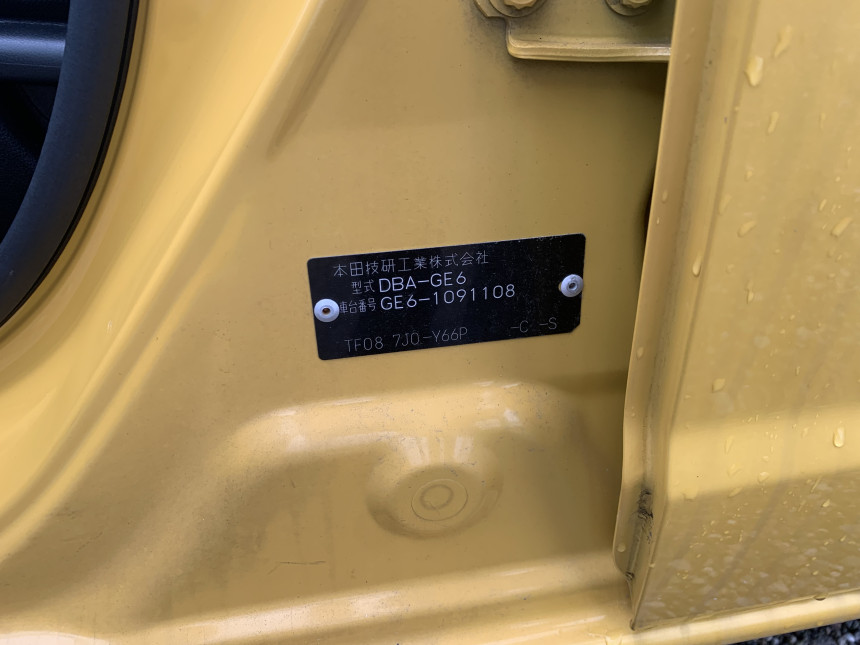 本田技研工業株式会社
型式 DBA-GE6
車台番号 GE6-1091108
TF08 7J0-Y66P -C -S